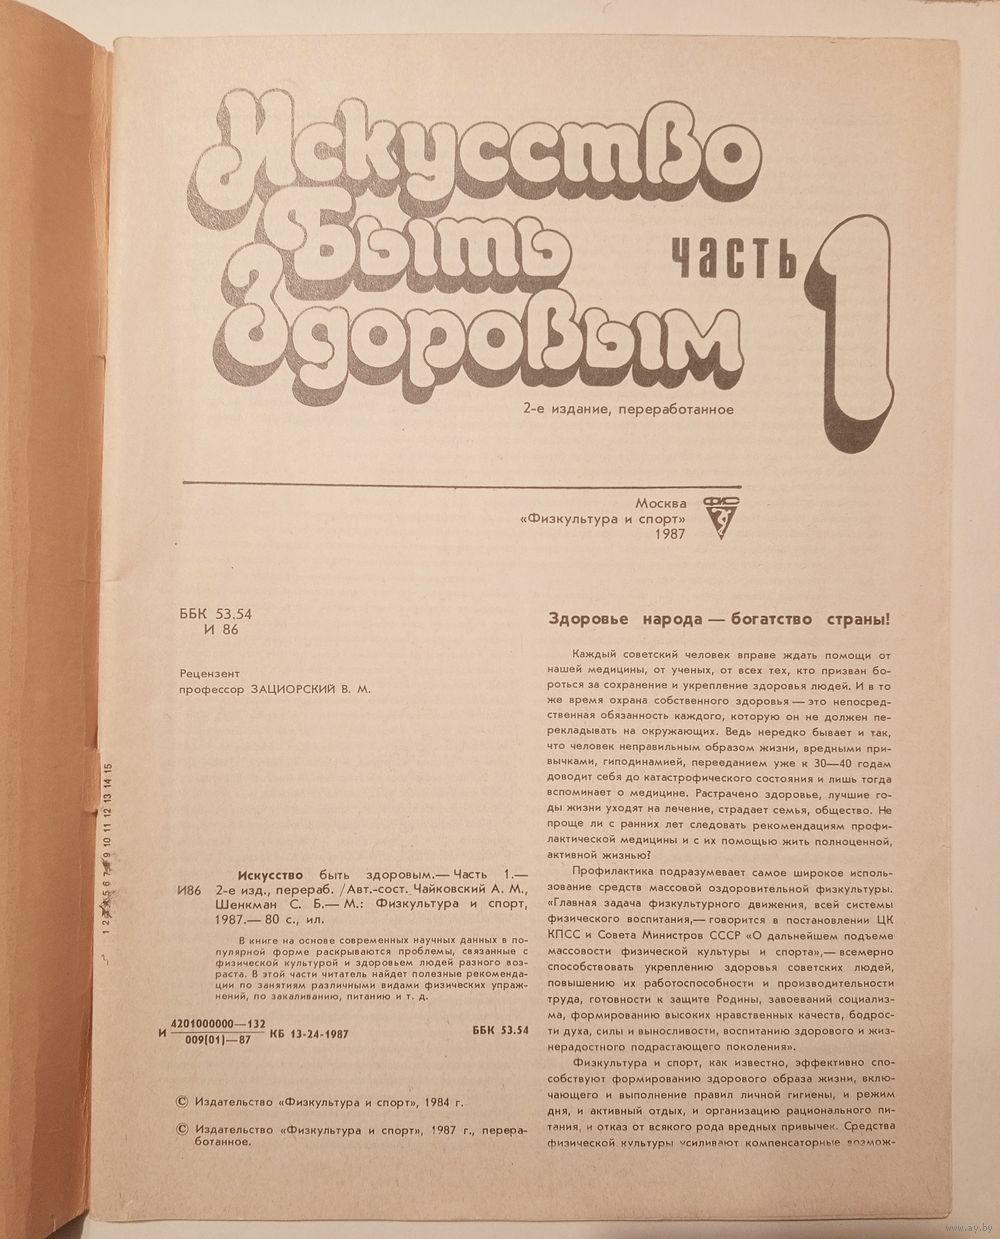 Искусство
Быть
Здоровым
часть 1
2-е издание, переработанное
Москва
«Физкультура и спорт»
1987
ФИС
ББК 53.54
И 86
Рецензент
профессор ЗАЦИОРСКИЙ В. М.
Искусство быть здоровым.— Часть 1.—
И86 2-е изд., перераб. /Авт.-сост. Чайковский А. М.,
Шенкман С. Б.— М.: Физкультура и спорт,
1987.— 80 с., ил.
В книге на основе современных научных данных в по-
пулярной форме раскрываются проблемы, связанные с
физической культурой и здоровьем людей разного воз-
раста. В этой части читатель найдет полезные рекоменда-
ции по занятиям различными видами физических упраж-
нений, по закаливанию, питанию и т. д.
И 4201000000—132
009(01)—87 КБ 13-24-1987 ББК 53.54
© Издательство «Физкультура и спорт», 1984 г.
© Издательство «Физкультура и спорт», 1987 г., перера-
ботанное.
Здоровье народа — богатство страны!
Каждый советский человек вправе ждать помощи от
нашей медицины, от ученых, от всех тех, кто призван бо-
роться за сохранение и укрепление здоровья людей. И в то
же время охрана собственного здоровья — это непосред-
ственная обязанность каждого, которую он не должен пе-
рекладывать на окружающих. Ведь нередко бывает и так,
что человек неправильным образом жизни, вредными при-
вычками, гиподинамией, перееданием уже к 30—40 годам
доводит себя до катастрофического состояния и лишь тогда
вспоминает о медицине. Растрачено здоровье, лучшие го-
ды жизни уходят на лечение, страдает семья, общество. Не
проще ли с ранних лет следовать рекомендациям профи-
лактической медицины и с их помощью жить полноценной,
активной жизнью?
Профилактика подразумевает самое широкое исполь-
зование средств массовой оздоровительной физкультуры.
«Главная задача физкультурного движения, всей системы
физического воспитания,— говорится в постановлении ЦК
КПСС и Совета Министров СССР «О дальнейшем подъеме
массовости физической культуры и спорта»,— всемерно
способствовать укреплению здоровья советских людей,
повышению их работоспособности и производительности
труда, готовности к защите Родины, завоеваний социализ-
ма, формированию высоких нравственных качеств, бодрос-
ти духа, силы и выносливости, воспитанию здорового и жиз-
нерадостного подрастающего поколения».
Физкультура и спорт, как известно, эффективно спо-
собствуют формированию здорового образа жизни, вклю-
чающего и выполнение правил личной гигиены, и режим
дня, и активный отдых, и организацию рационального пи-
тания, и отказ от всякого рода вредных привычек. Средства
физической культуры усиливают компенсаторные возмож-
1 2 5 6 7 9 10 11 12 13 14 15
www.ay.by